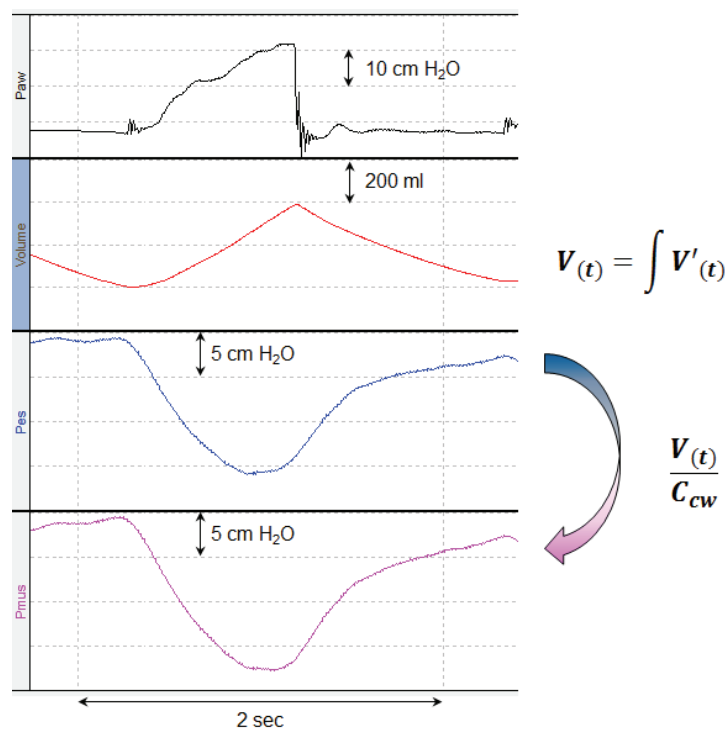 Paw
10 cm H₂O
Volume
200 ml
V(t) = ∫ V'(t)
Pes
5 cm H₂O
V(t)
Ccw
Pmus
5 cm H₂O
2 sec